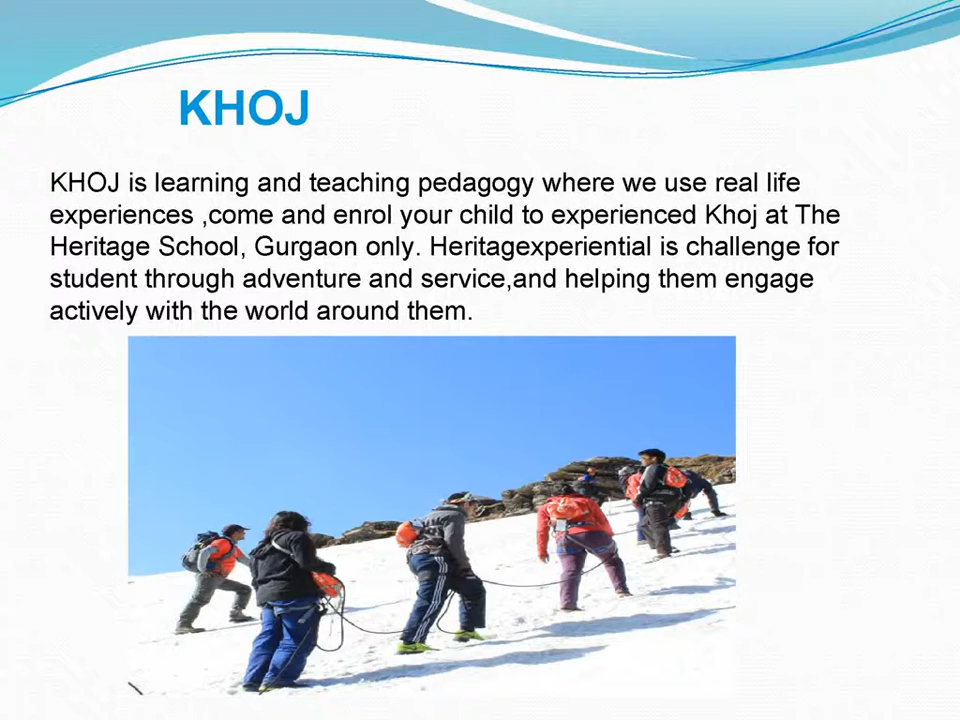 KHOJ
KHOJ is learning and teaching pedagogy where we use real life
experiences ,come and enrol your child to experienced Khoj at The
Heritage School, Gurgaon only. Heritagexperiential is challenge for
student through adventure and service,and helping them engage
actively with the world around them.